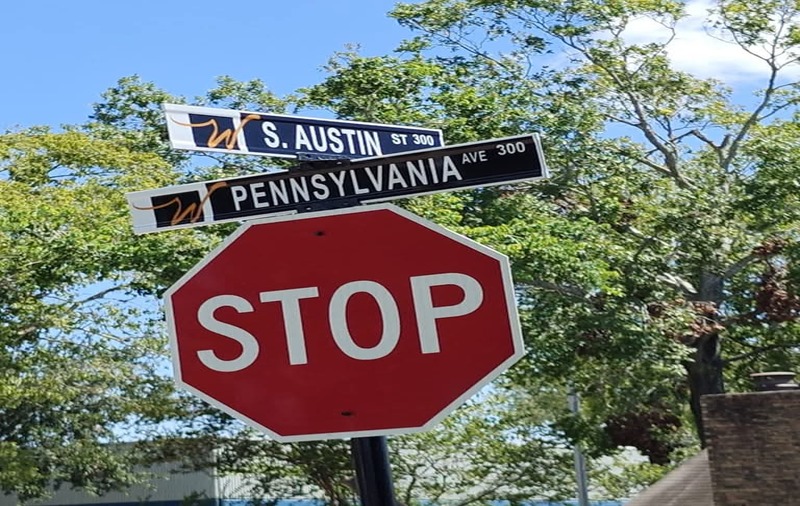 W S. AUSTIN ST 300
W PENNSYLVANIA AVE 300
STOP